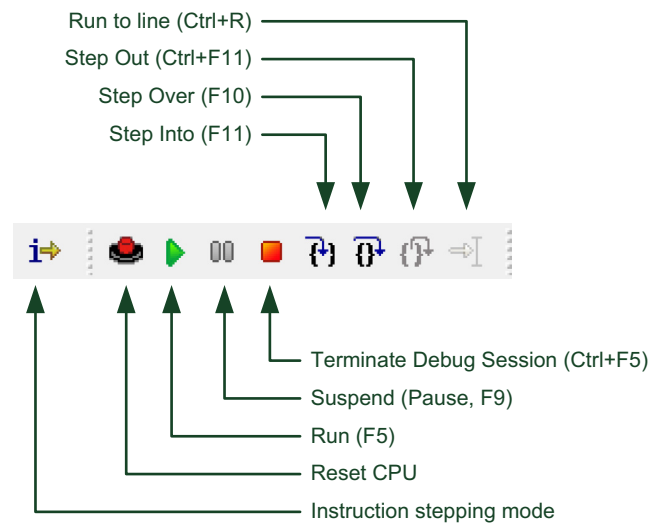 Run to line (Ctrl+R)
Step Out (Ctrl+F11)
Step Over (F10)
Step Into (F11)
Terminate Debug Session (Ctrl+F5)
Suspend (Pause, F9)
Run (F5)
Reset CPU
Instruction stepping mode